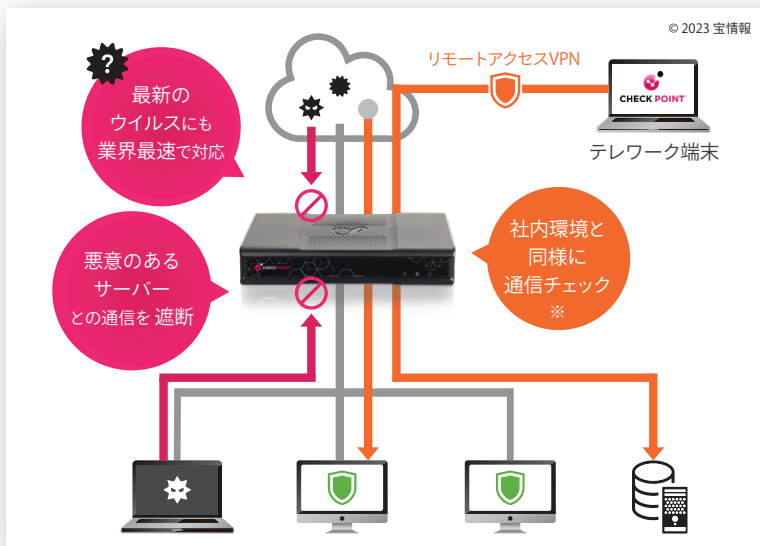 © 2023 宝情報
リモートアクセスVPN
?
最新の
ウイルスにも
業界最速で対応
CHECK POINT
テレワーク端末
社内環境と
同様に
通信チェック
※
悪意のある
サーバー
との通信を 遮断
CHECK POINT